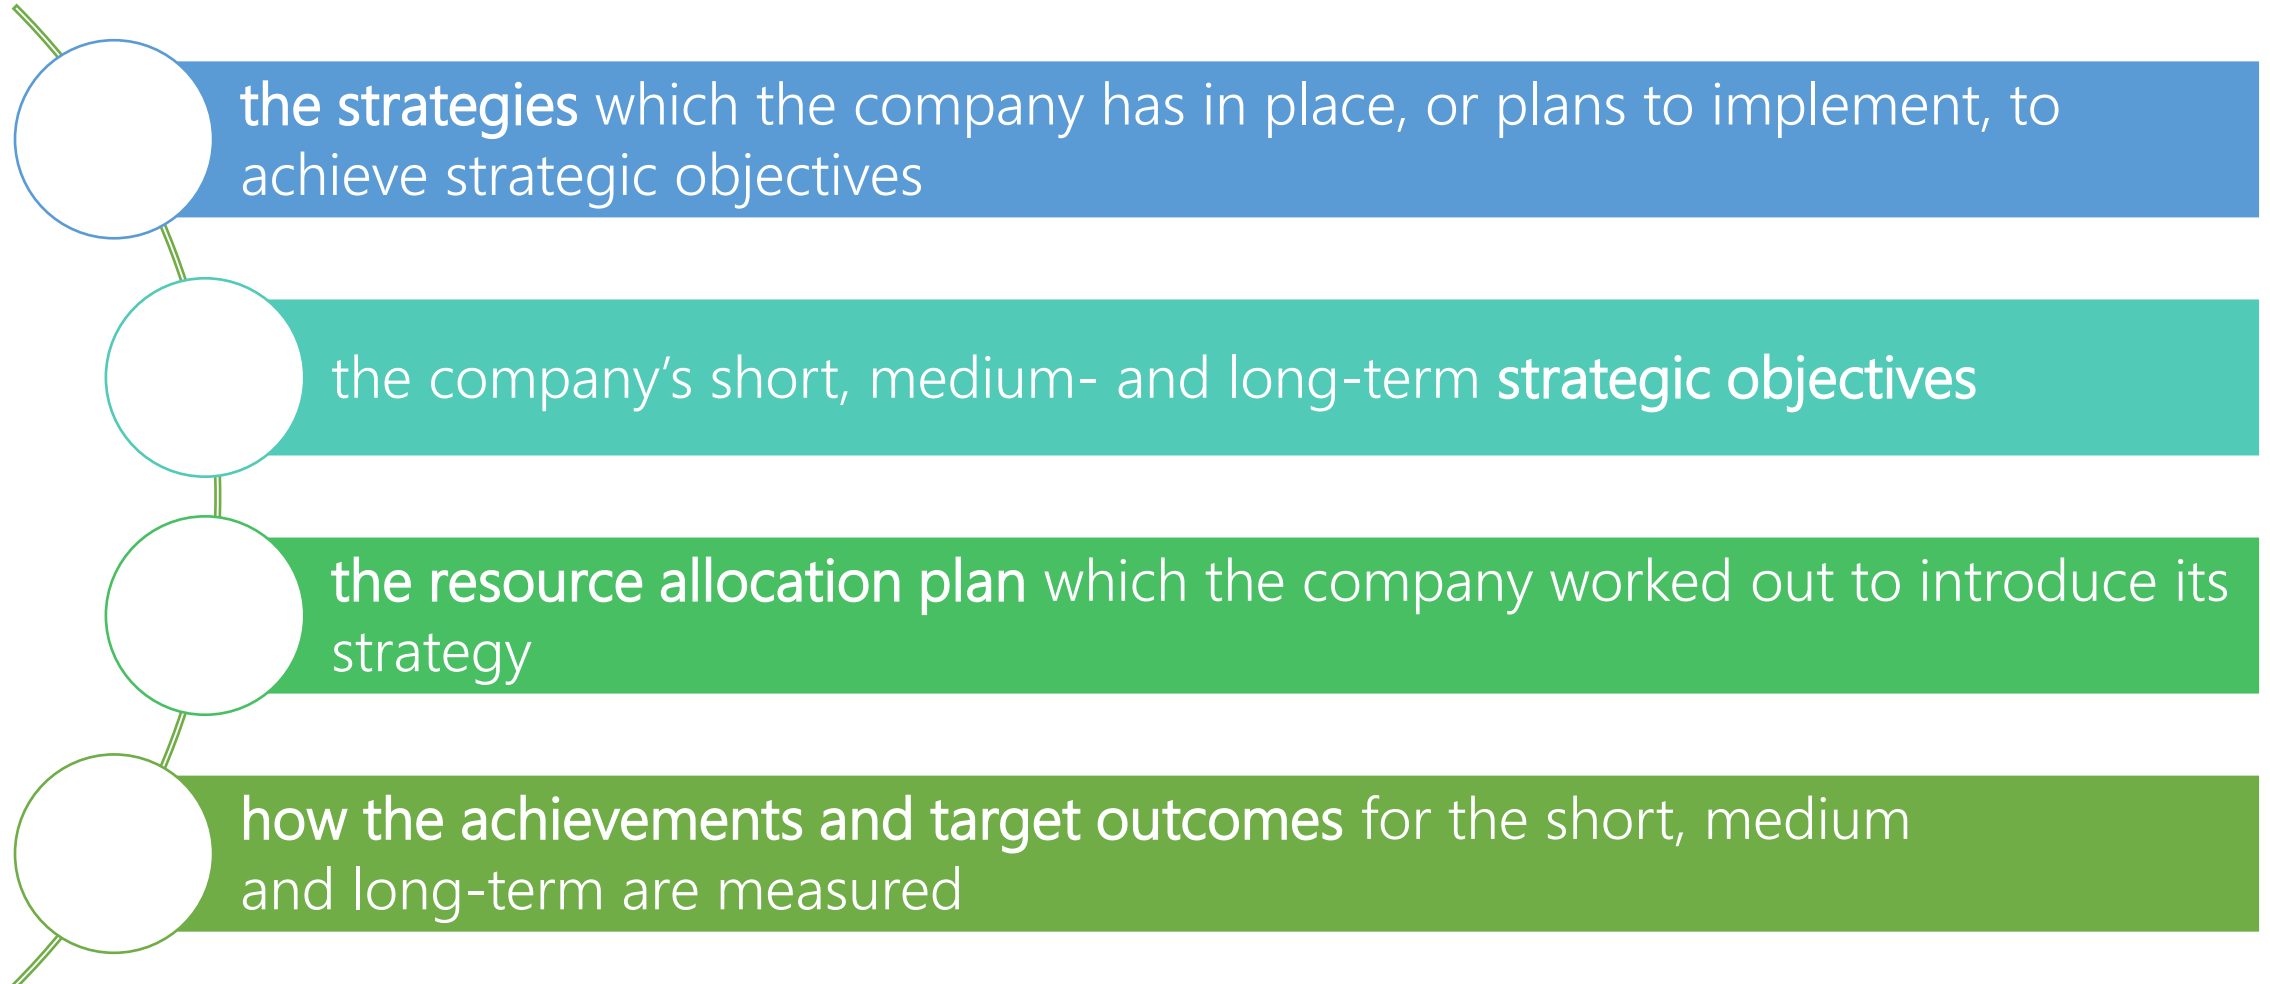 the strategies which the company has in place, or plans to implement, to
achieve strategic objectives
the company’s short, medium- and long-term strategic objectives
the resource allocation plan which the company worked out to introduce its
strategy
how the achievements and target outcomes for the short, medium
and long-term are measured